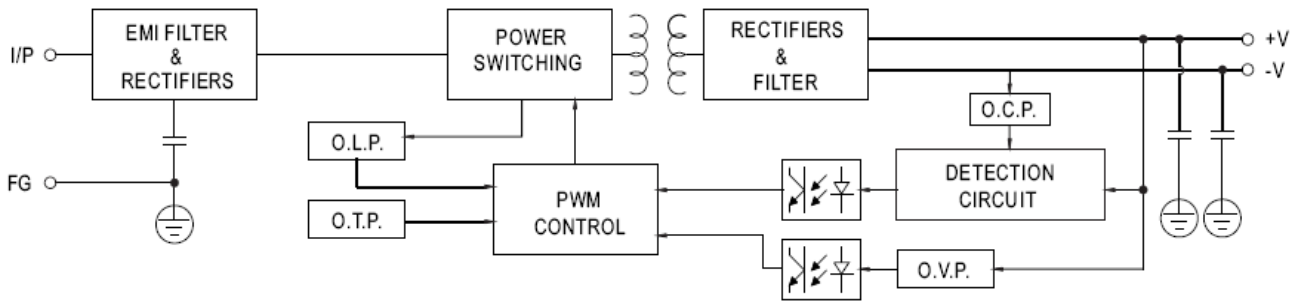 I/P
EMI FILTER
&
RECTIFIERS
POWER
SWITCHING
RECTIFIERS
&
FILTER
+V
-V
O.C.P.
O.L.P.
FG
O.T.P.
PWM
CONTROL
DETECTION
CIRCUIT
O.V.P.